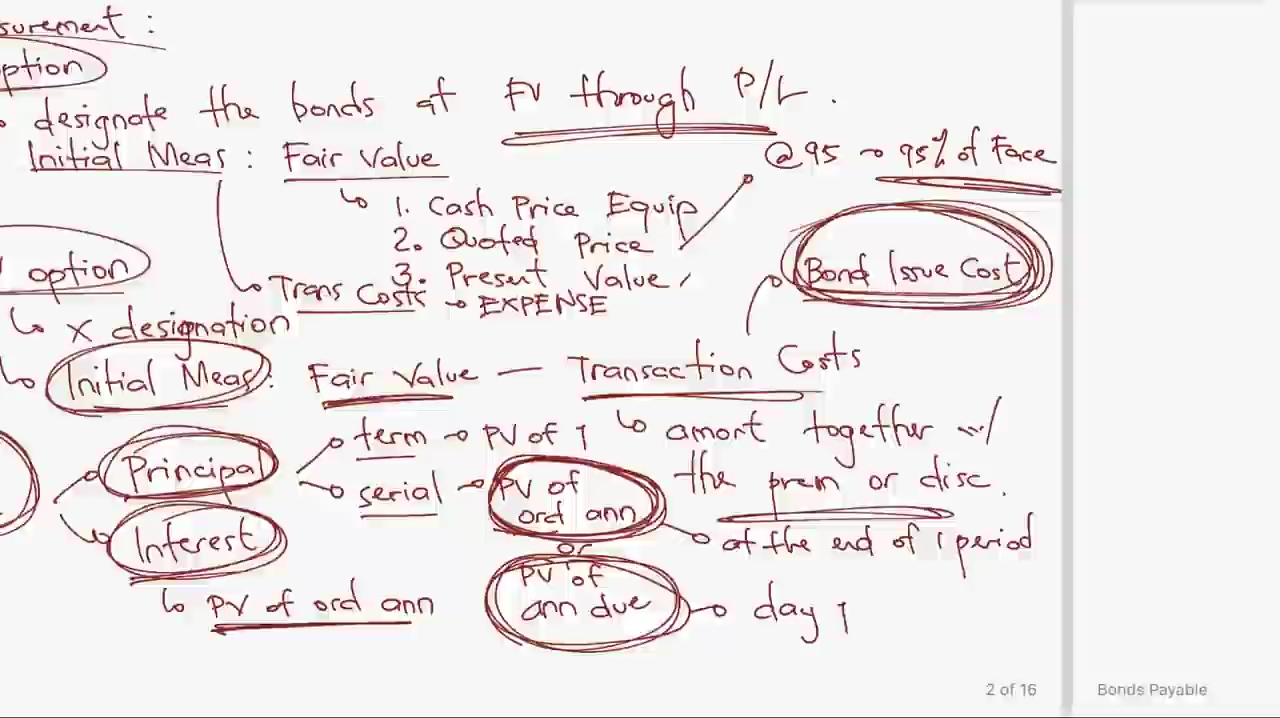 surement :
ption
designate the bonds at FV through P/L .
Initial Meas : Fair Value
@95 → 95% of Face
1. Cash Price Equip
2. Quoted Price
3. Present Value
option
Trans Costs → EXPENSE
Bond Issue Cost
x designation
Initial Meas : Fair Value — Transaction Costs
term → PV of 1
amort together w/
the prem or disc.
Principal
serial → PV of
ord ann
at the end of 1 period
or
Interest
PV of
ann due
day 1
PV of ord ann
2 of 16
Bonds Payable